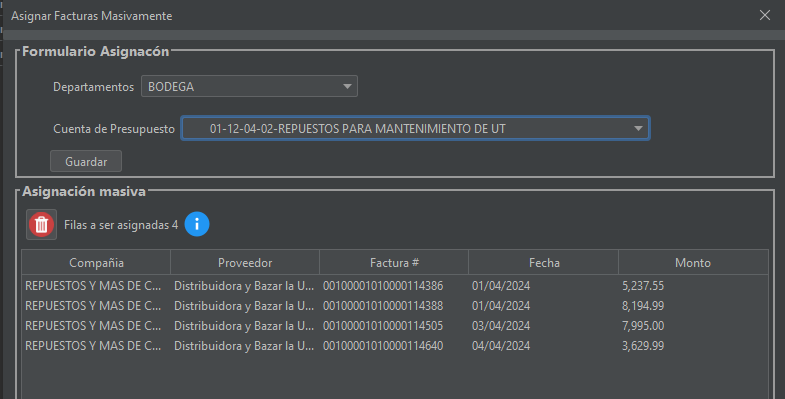 Asignar Facturas Masivamente
Formulario Asignacón
Departamentos BODEGA
Cuenta de Presupuesto 01-12-04-02-REPUESTOS PARA MANTENIMIENTO DE UT
Guardar
Asignación masiva
Filas a ser asignadas 4
Compañia Proveedor Factura # Fecha Monto
REPUESTOS Y MAS DE C... Distribuidora y Bazar la U... 00100001010000114386 01/04/2024 5,237.55
REPUESTOS Y MAS DE C... Distribuidora y Bazar la U... 00100001010000114388 01/04/2024 8,194.99
REPUESTOS Y MAS DE C... Distribuidora y Bazar la U... 00100001010000114505 03/04/2024 7,995.00
REPUESTOS Y MAS DE C... Distribuidora y Bazar la U... 00100001010000114640 04/04/2024 3,629.99